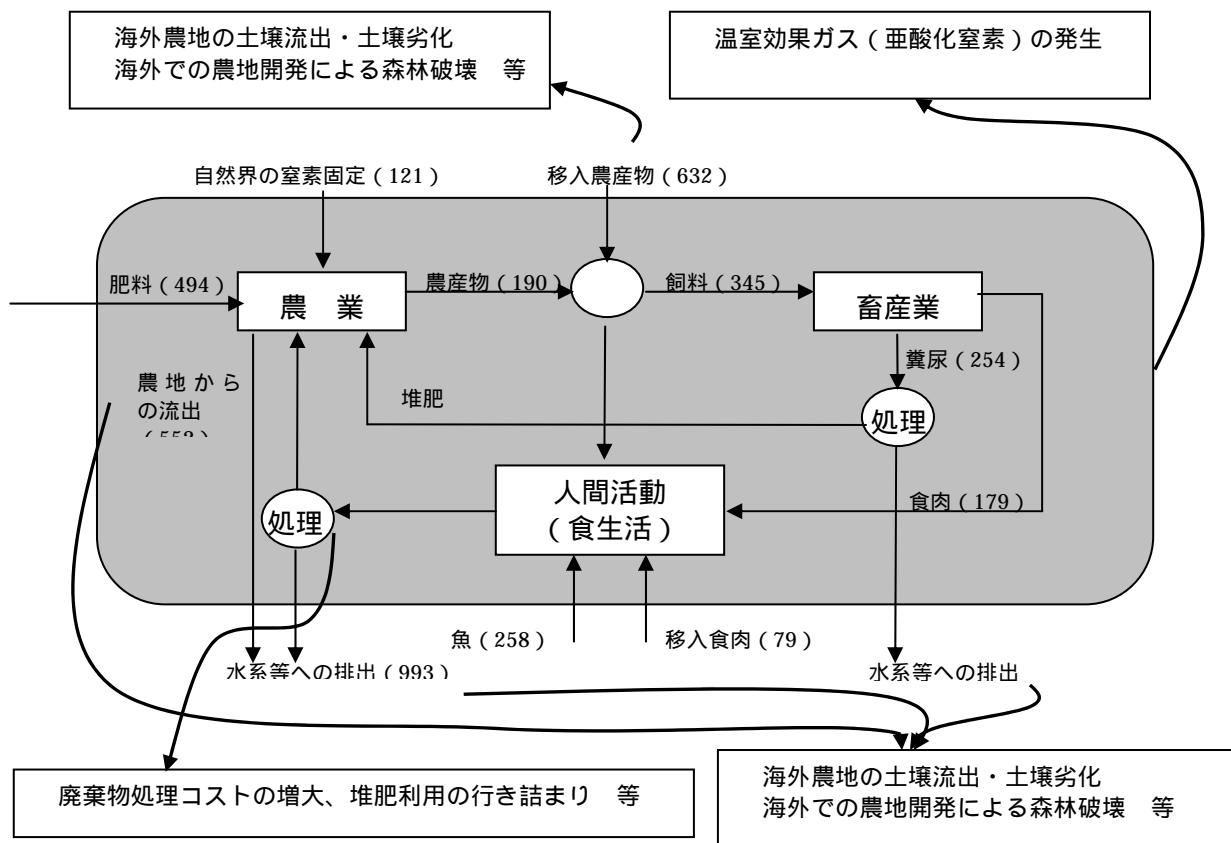 海外農地の土壌流出・土壌劣化
海外での農地開発による森林破壊　等
温室効果ガス（亜酸化窒素）の発生
自然界の窒素固定（121）
移入農産物（632）
肥料（494）
農　業
農産物（190）
飼料（345）
畜産業
糞尿（254）
農地から
の流出
堆肥
処理
人間活動
（食生活）
食肉（179）
処理
魚（258）
移入食肉（79）
水系等への排出（993）
水系等への排出
廃棄物処理コストの増大、堆肥利用の行き詰まり　等
海外農地の土壌流出・土壌劣化
海外での農地開発による森林破壊　等